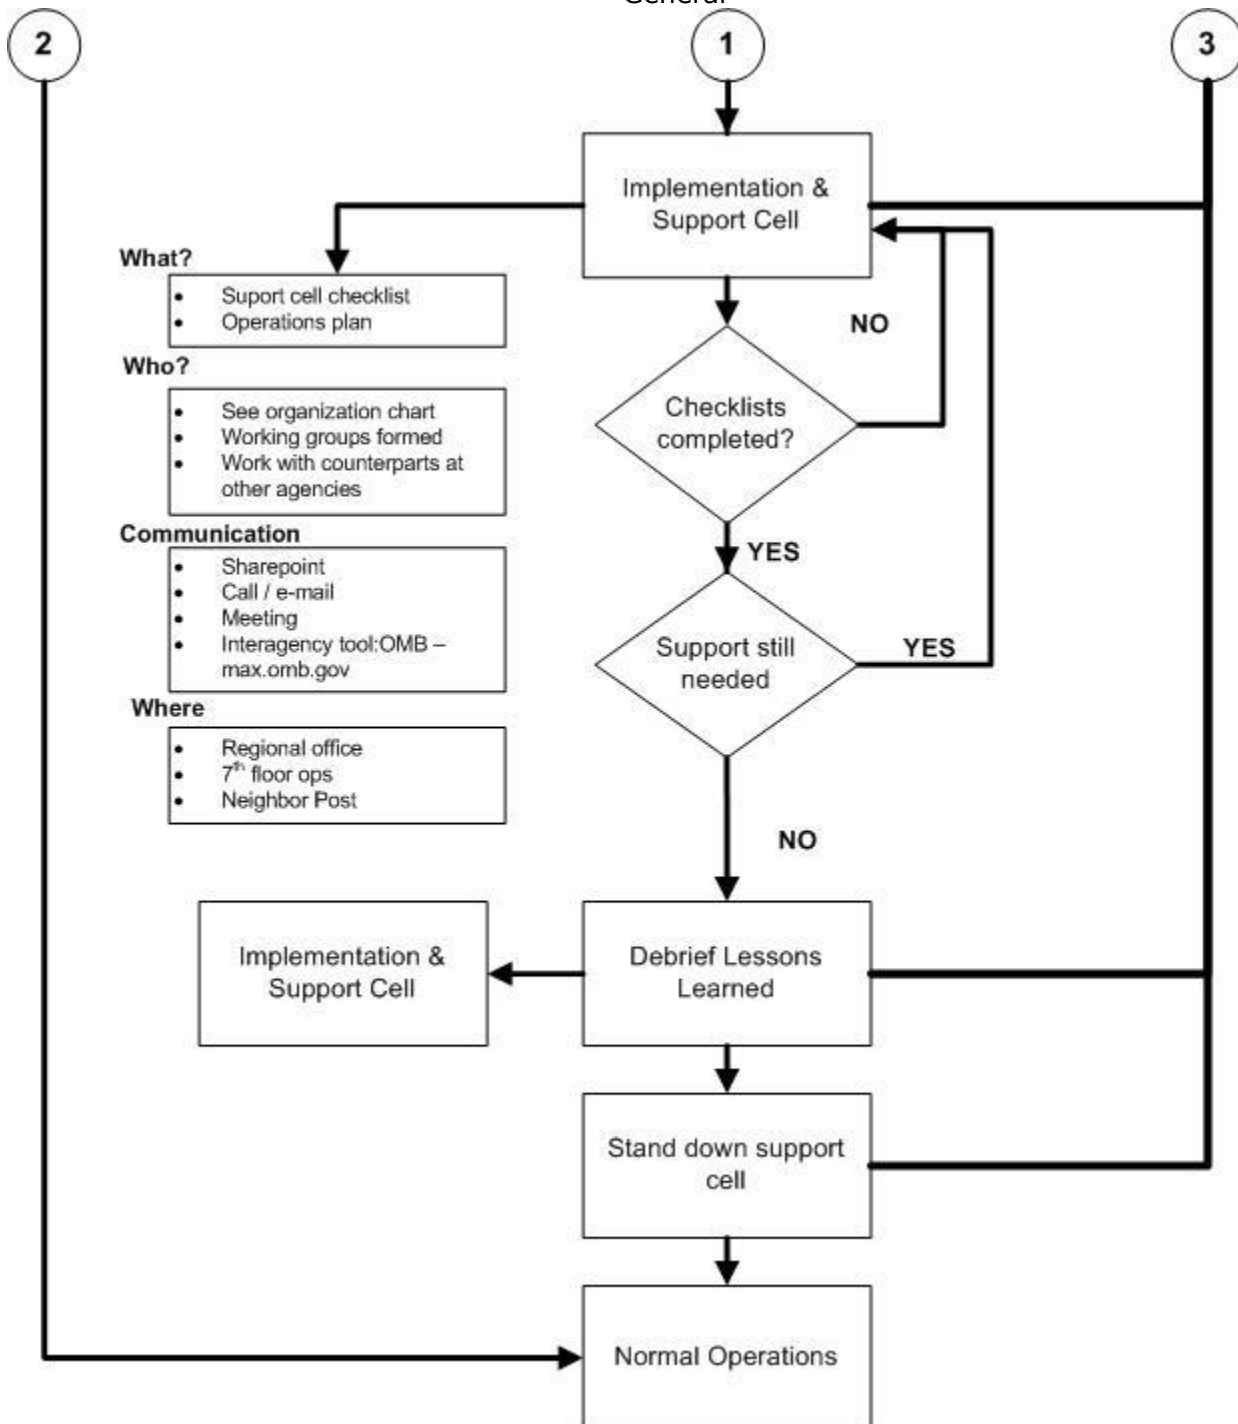 General
2
1
3
Implementation &
Support Cell
What?
• Suport cell checklist
• Operations plan
NO
Who?
• See organization chart
• Working groups formed
• Work with counterparts at
other agencies
Checklists
completed?
Communication
• Sharepoint
• Call / e-mail
• Meeting
• Interagency tool:OMB –
max.omb.gov
YES
Support still
needed
YES
Where
• Regional office
• 7th floor ops
• Neighbor Post
NO
Implementation &
Support Cell
Debrief Lessons
Learned
Stand down support
cell
Normal Operations